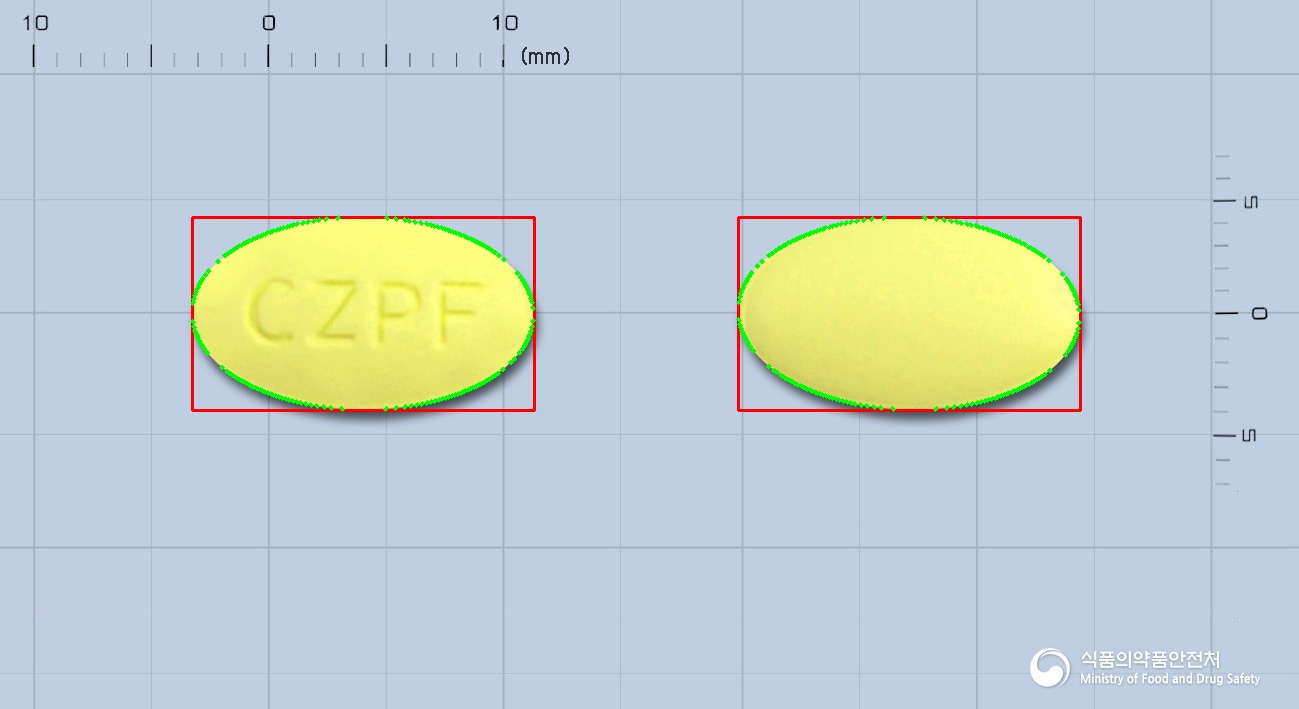 10 0 10
(mm)
CZPF
5
0
5
식품의약품안전처
Ministry of Food and Drug Safety